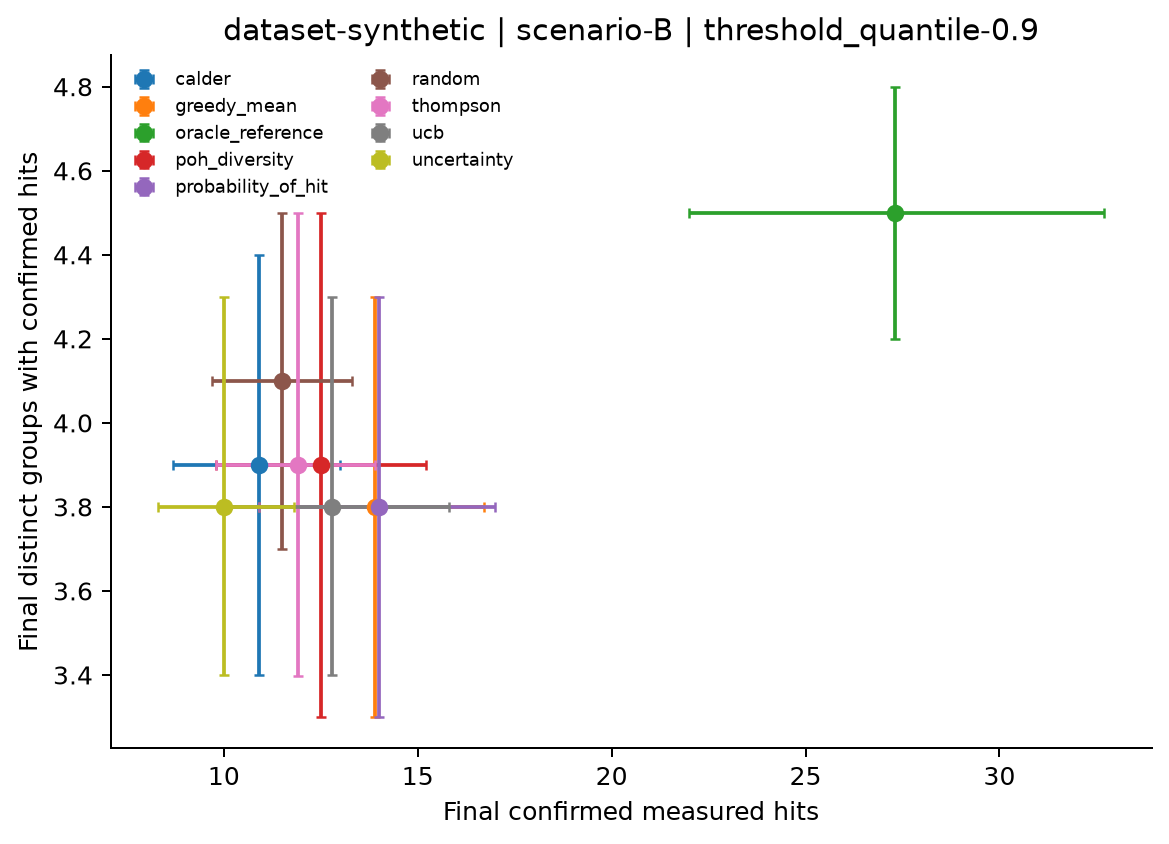 dataset-synthetic | scenario-B | threshold_quantile-0.9
calder
greedy_mean
oracle_reference
poh_diversity
probability_of_hit
random
thompson
ucb
uncertainty
Final distinct groups with confirmed hits
4.8
4.6
4.4
4.2
4.0
3.8
3.6
3.4
10 15 20 25 30
Final confirmed measured hits